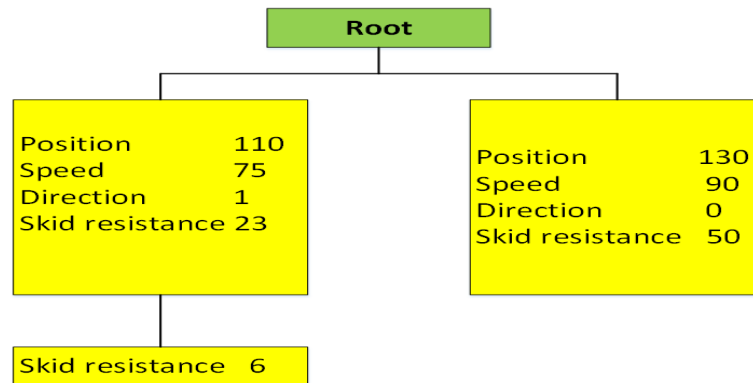 Root
Position 110
Speed 75
Direction 1
Skid resistance 23
Position 130
Speed 90
Direction 0
Skid resistance 50
Skid resistance 6